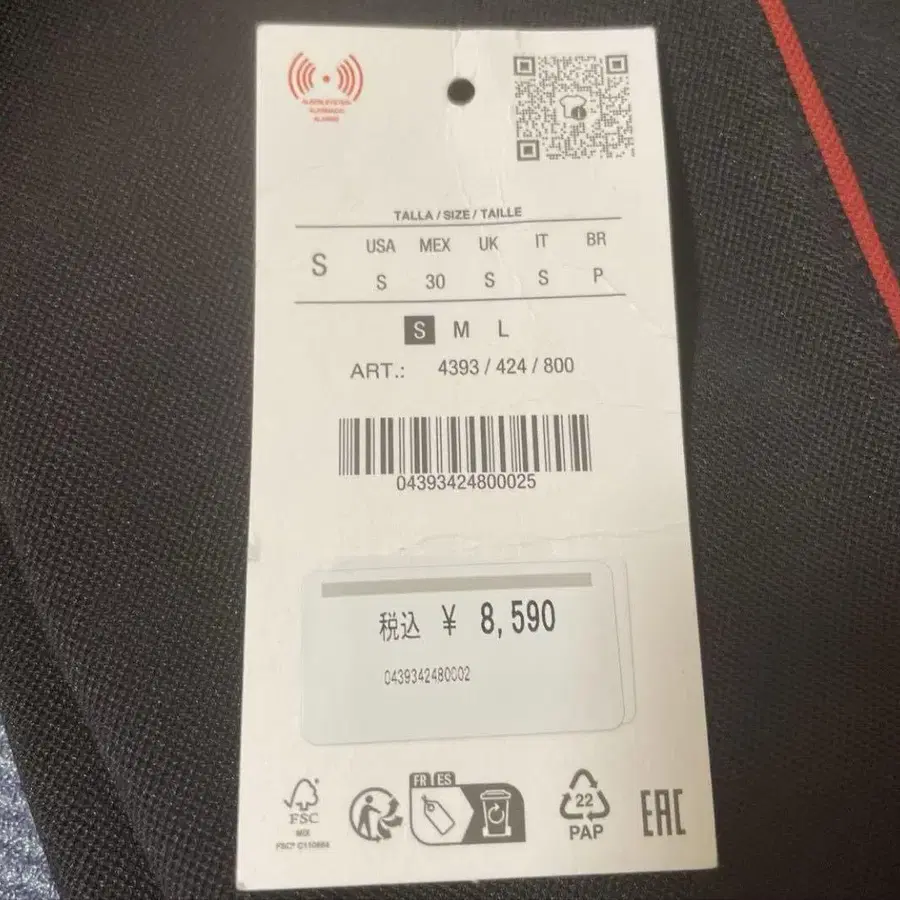 TALLA / SIZE / TAILLE
S
USA MEX UK IT BR
S 30 S S P
S M L
ART.: 4393 / 424 / 800
04393424800025
税込 ¥ 8,590
0439342480002
FR ES
FSC
MIX
22
PAP
EAC